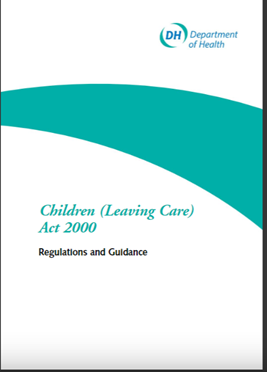 DH Department
of Health
Children (Leaving Care)
Act 2000
Regulations and Guidance